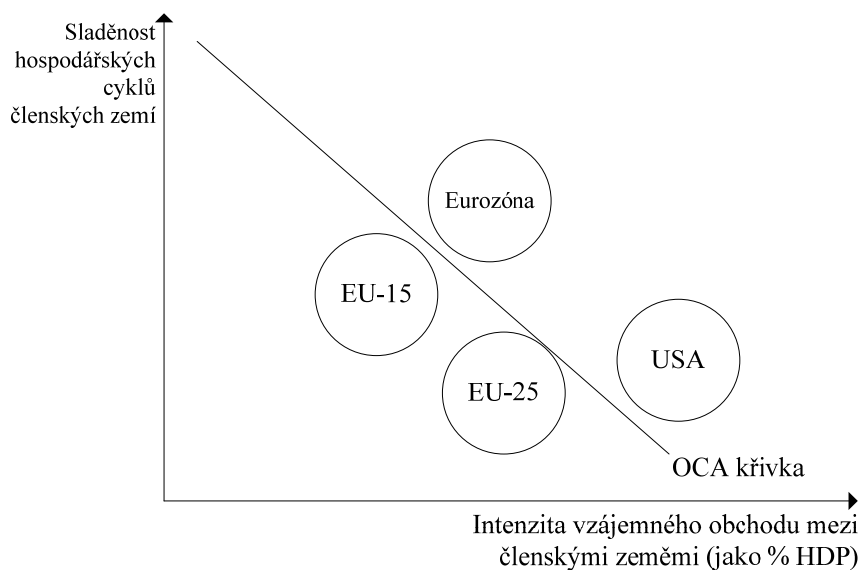 Sladěnost
hospodářských
cyklů
členských zemí
Eurozóna
EU-15
USA
EU-25
OCA křivka
Intenzita vzájemného obchodu mezi
členskými zeměmi (jako % HDP)